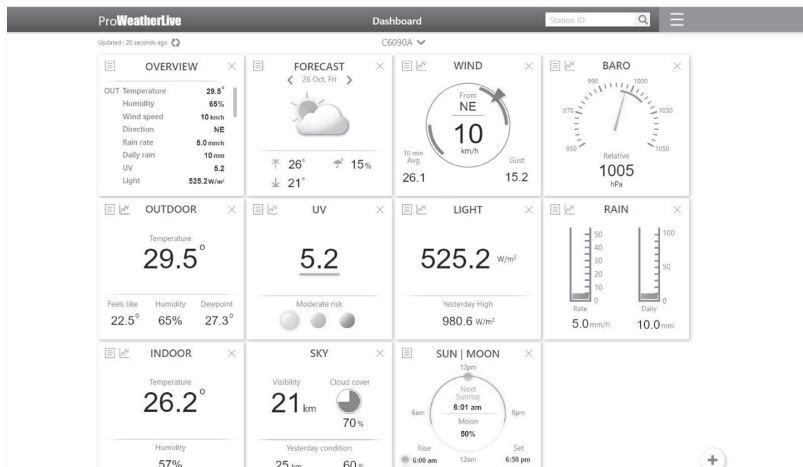 ProWeatherLive
Dashboard
Station ID
Updated : 20 seconds ago
C6090A
OVERVIEW
OUT Temperature 29.5°
Humidity 65%
Wind speed 10 km/h
Direction NE
Rain rate 5.0 mm/h
Daily rain 10 mm
UV 5.2
Light 525.2 W/m²
FORECAST
26 Oct, Fri
26° 15%
21°
WIND
From
NE
10
km/h
10 min
Avg
26.1
Gust
15.2
BARO
990 1000
970 1030
950 1050
Relative
1005
hPa
OUTDOOR
Temperature
29.5°
Feels like Humidity Dewpoint
22.5° 65% 27.3°
UV
5.2
Moderate risk
LIGHT
525.2 W/m²
Yesterday High
980.6 W/m²
RAIN
50 100
40
30 50
20
10
0 0
Rate Daily
5.0 mm/h 10.0 mm
INDOOR
Temperature
26.2°
Humidity
57%
SKY
Visibility Cloud cover
21 km
70%
Yesterday condition
25 km 60%
SUN | MOON
12pm
Next
Sunrise
6:01 am
6am 6pm
Moon
50%
Rise Set
6:00 am 12am 6:50 pm